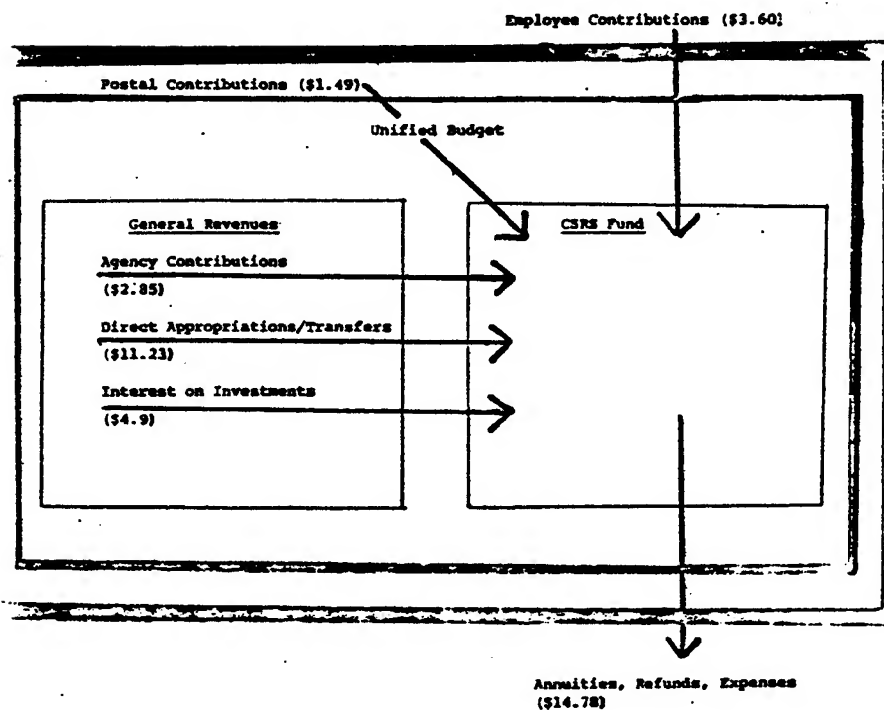 Employee Contributions ($3.60)
Postal Contributions ($1.49)
Unified Budget
General Revenues
Agency Contributions
($2.85)
Direct Appropriations/Transfers
($11.23)
Interest on Investments
($4.9)
CSRS Fund
Annuities, Refunds, Expenses
($14.78)